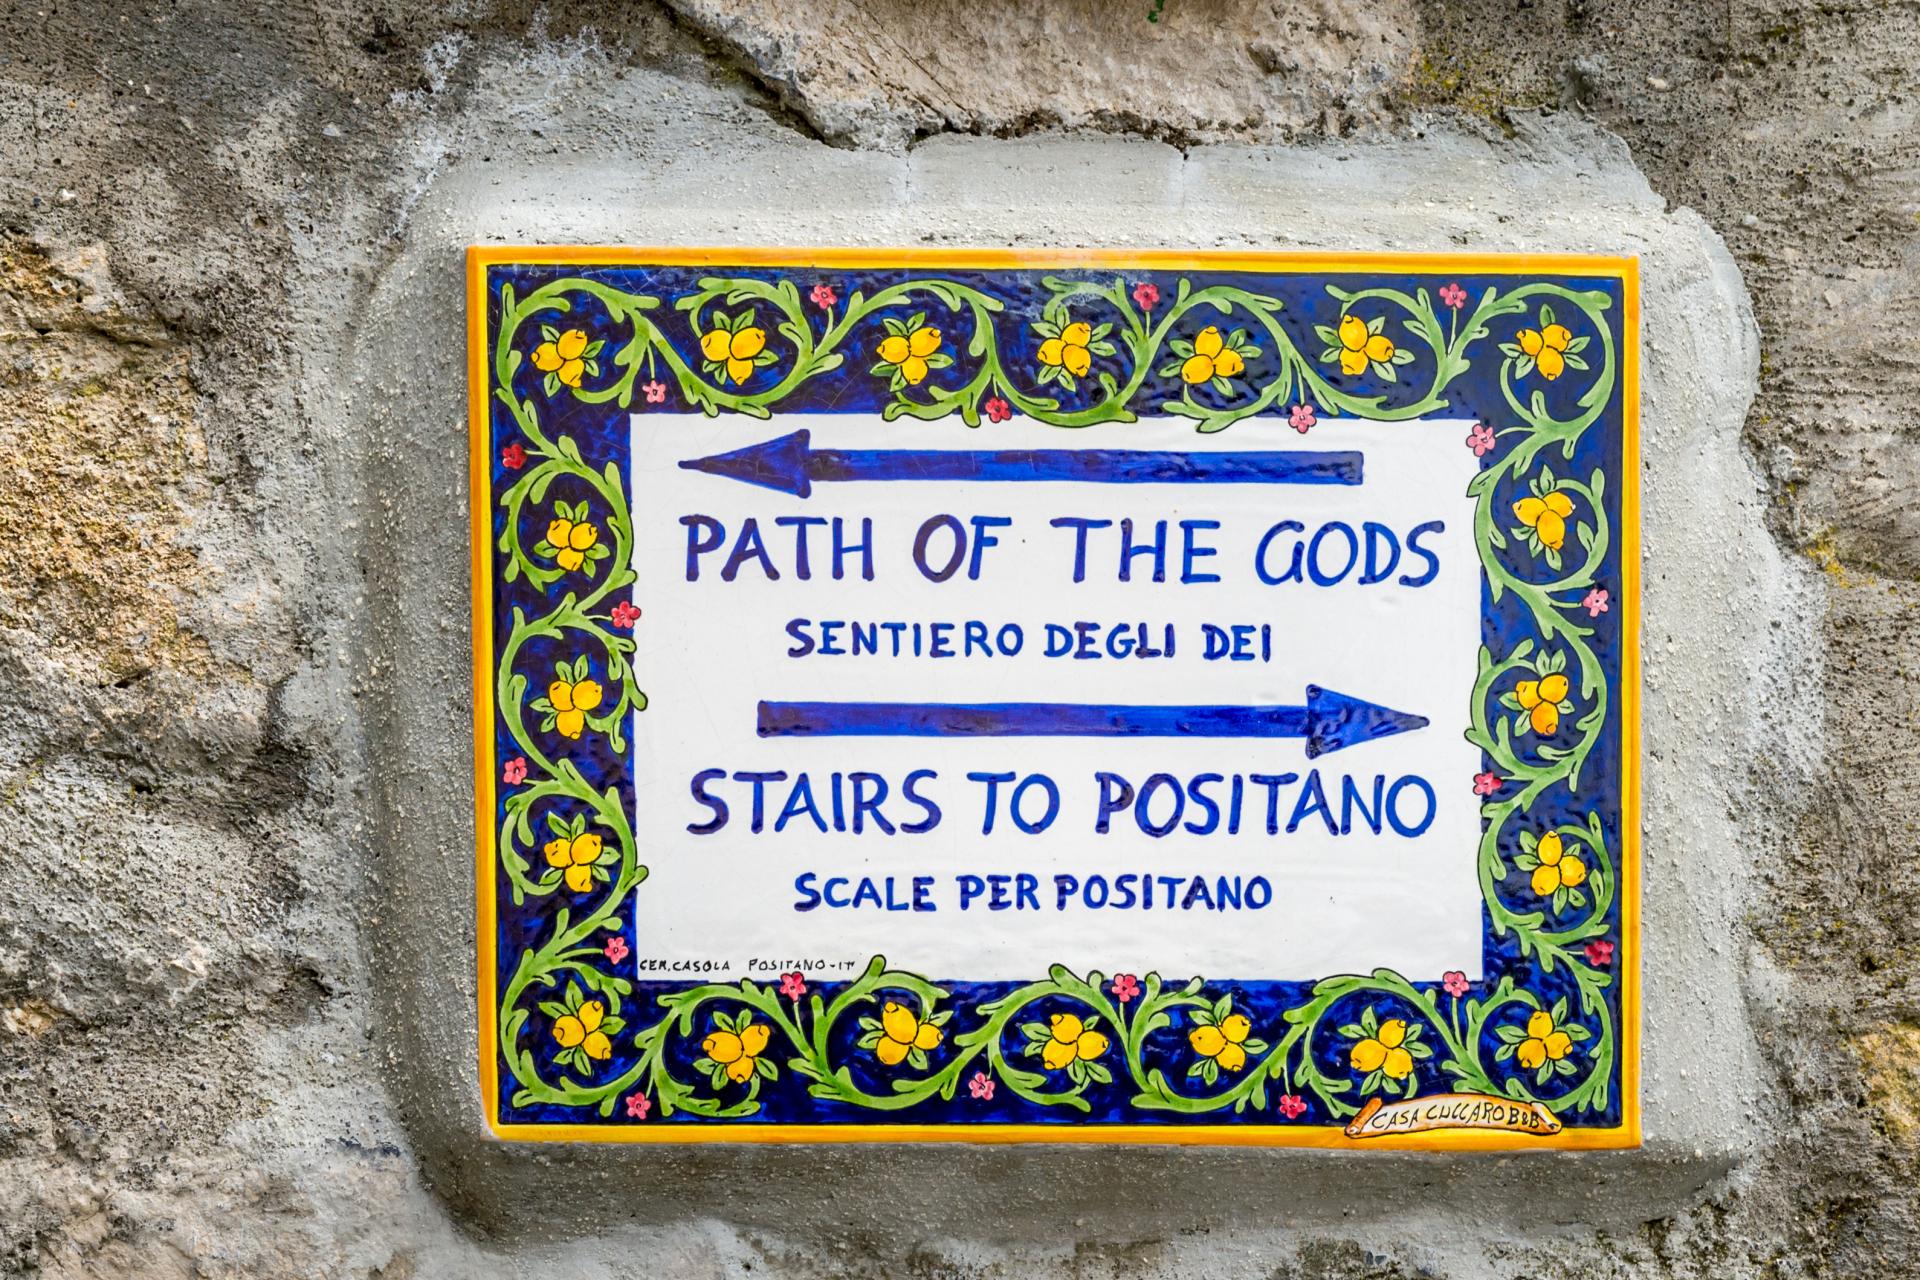 PATH OF THE GODS
SENTIERO DEGLI DEI
STAIRS TO POSITANO
SCALE PER POSITANO
CER. CASOLA POSITANO-IT
CASA CUCCARO B&B